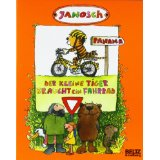 JANOSCH
PANAMA
DER KLEINE TIGER
BRAUCHT EIN FAHRRAD
BELTZ